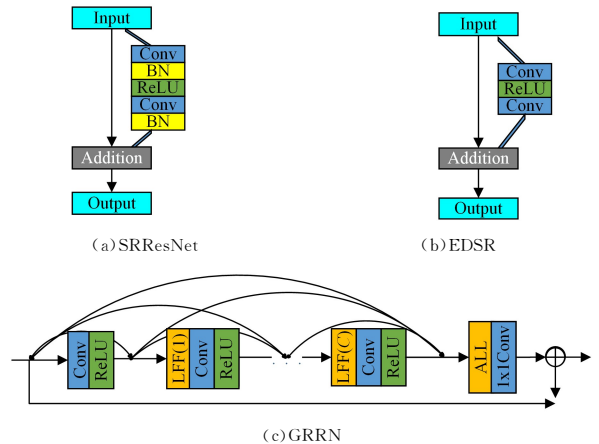 Input
Conv
BN
ReLU
Conv
BN
Addition
Output
(a)SRResNet
Input
Conv
ReLU
Conv
Addition
Output
(b)EDSR
Conv
ReLU
LFF(1)
Conv
ReLU
LFF(C)
Conv
ReLU
ALL
1x1Conv
(c)GRRN